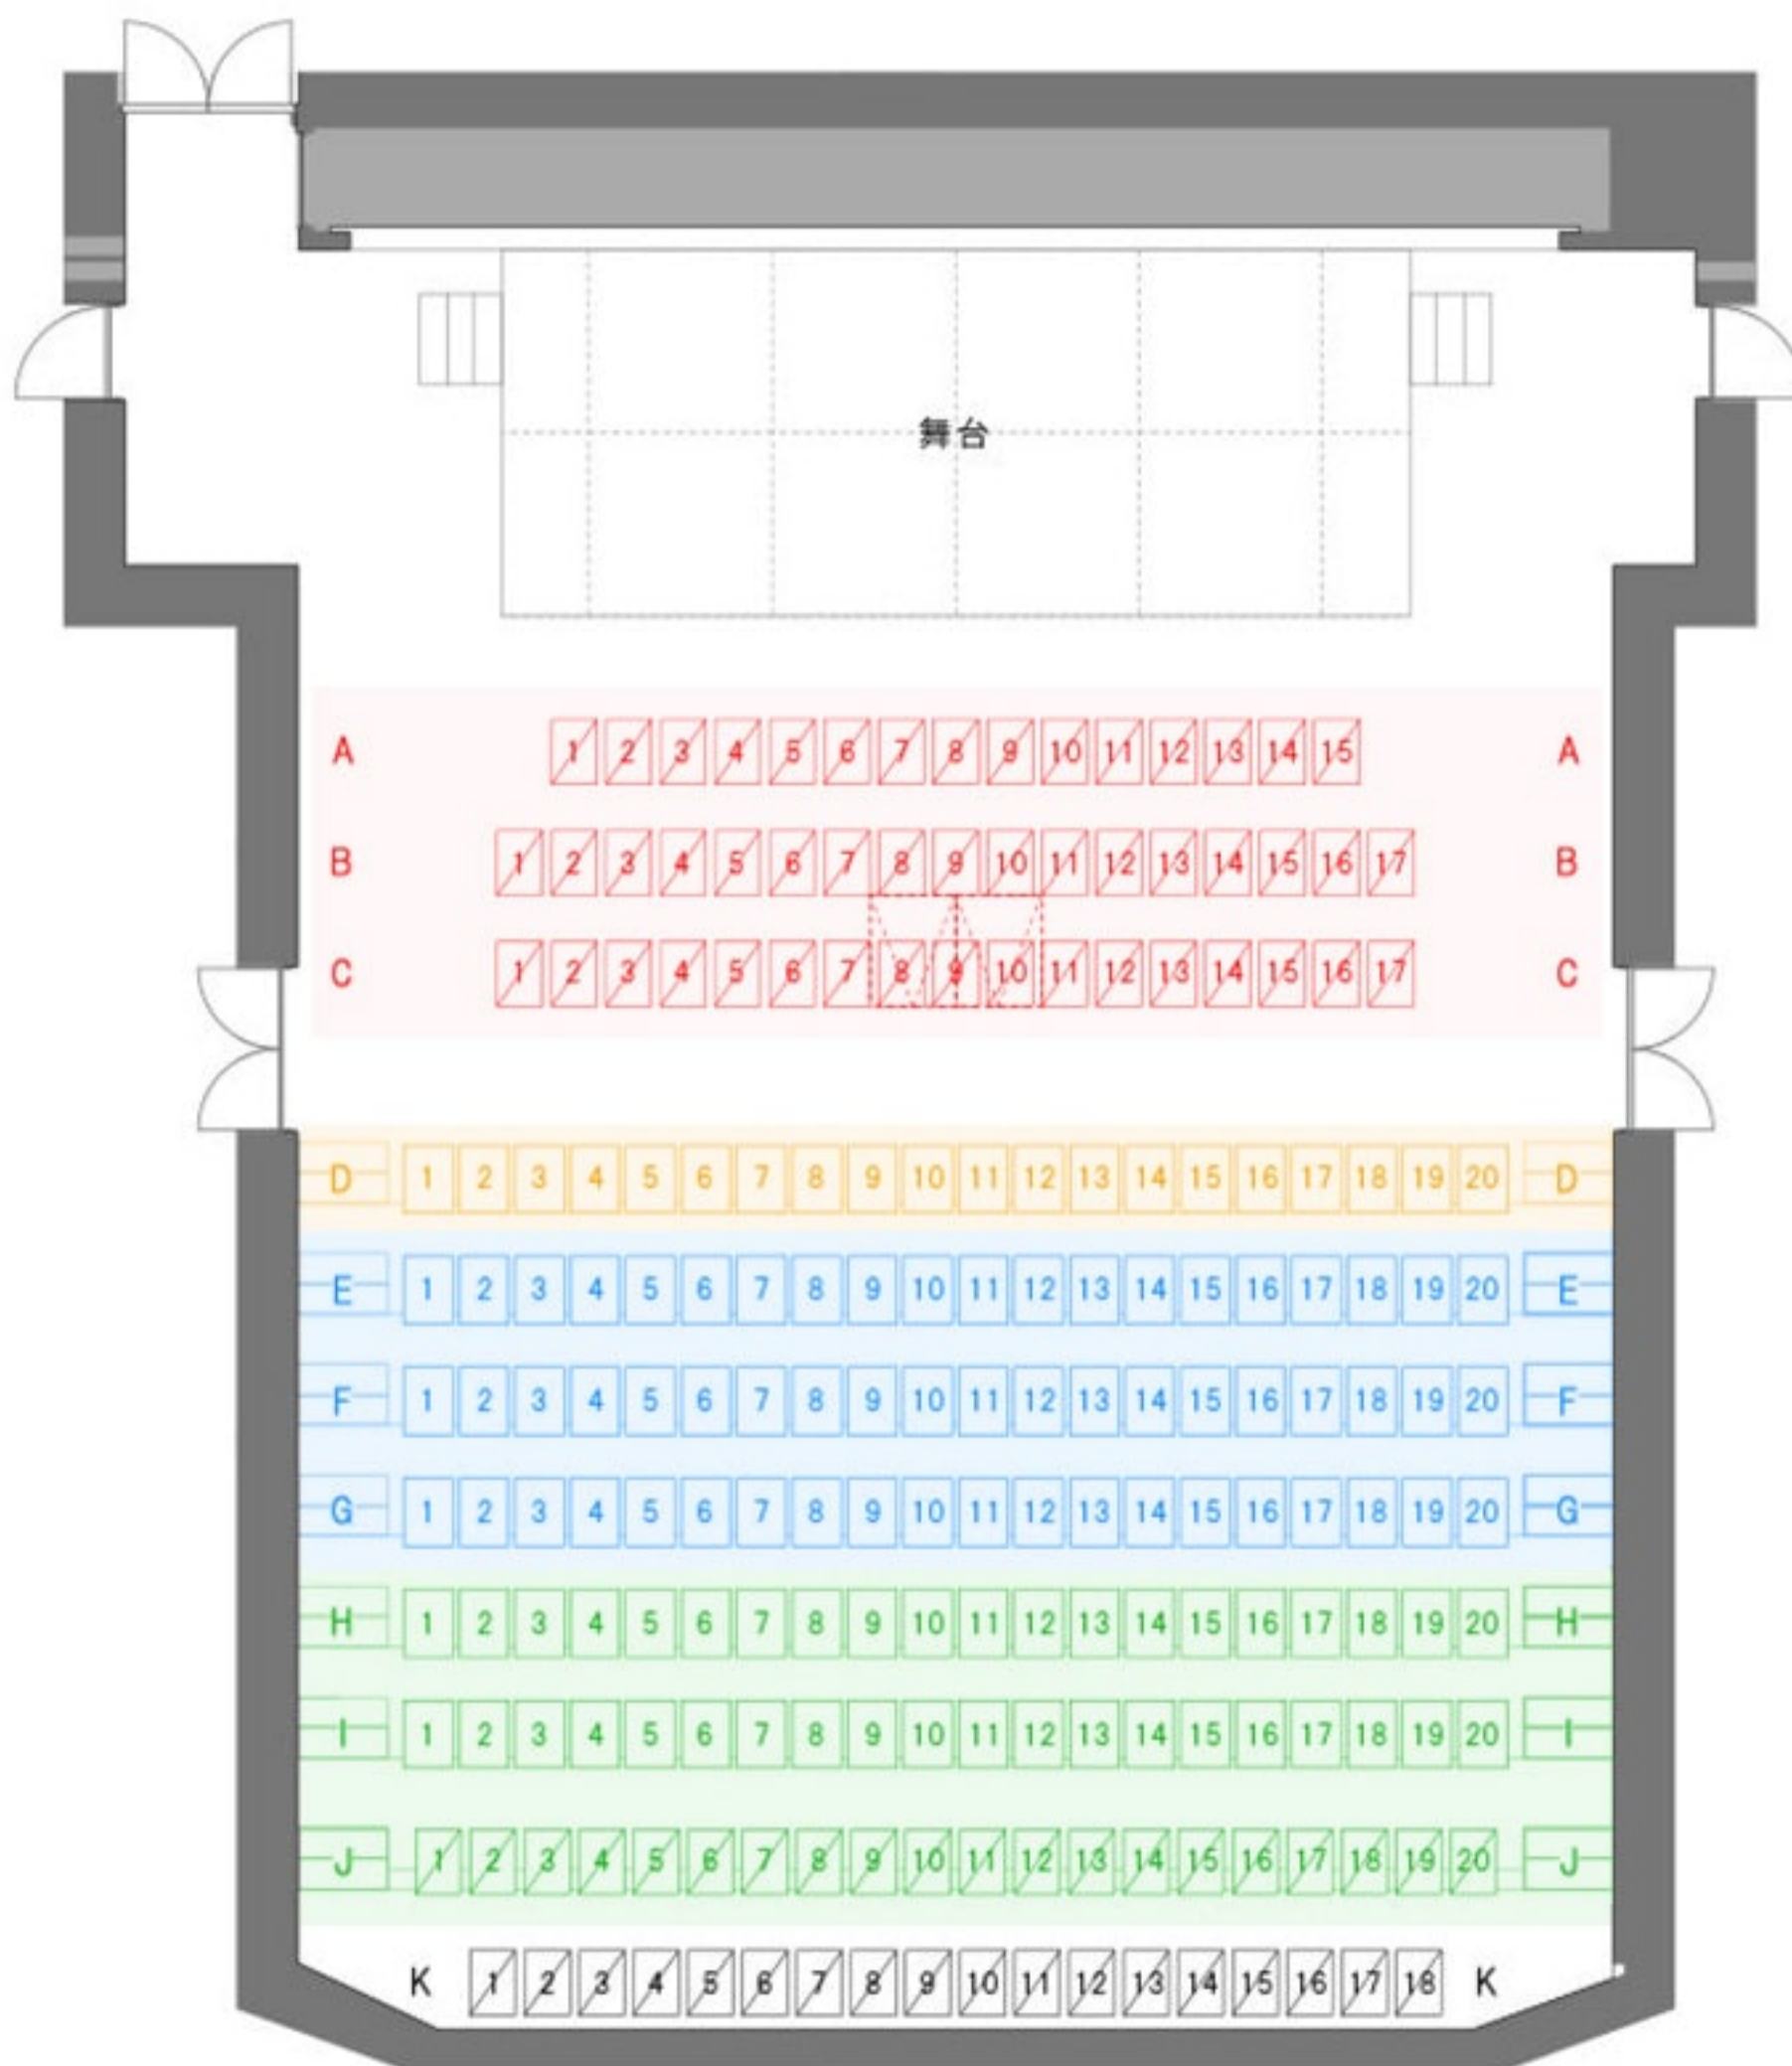 舞台
A 1 2 3 4 5 6 7 8 9 10 11 12 13 14 15 A
B 1 2 3 4 5 6 7 8 9 10 11 12 13 14 15 16 17 B
C 1 2 3 4 5 6 7 8 9 10 11 12 13 14 15 16 17 C
D 1 2 3 4 5 6 7 8 9 10 11 12 13 14 15 16 17 18 19 20 D
E 1 2 3 4 5 6 7 8 9 10 11 12 13 14 15 16 17 18 19 20 E
F 1 2 3 4 5 6 7 8 9 10 11 12 13 14 15 16 17 18 19 20 F
G 1 2 3 4 5 6 7 8 9 10 11 12 13 14 15 16 17 18 19 20 G
H 1 2 3 4 5 6 7 8 9 10 11 12 13 14 15 16 17 18 19 20 H
I 1 2 3 4 5 6 7 8 9 10 11 12 13 14 15 16 17 18 19 20 I
J 1 2 3 4 5 6 7 8 9 10 11 12 13 14 15 16 17 18 19 20 J
K 1 2 3 4 5 6 7 8 9 10 11 12 13 14 15 16 17 18 K